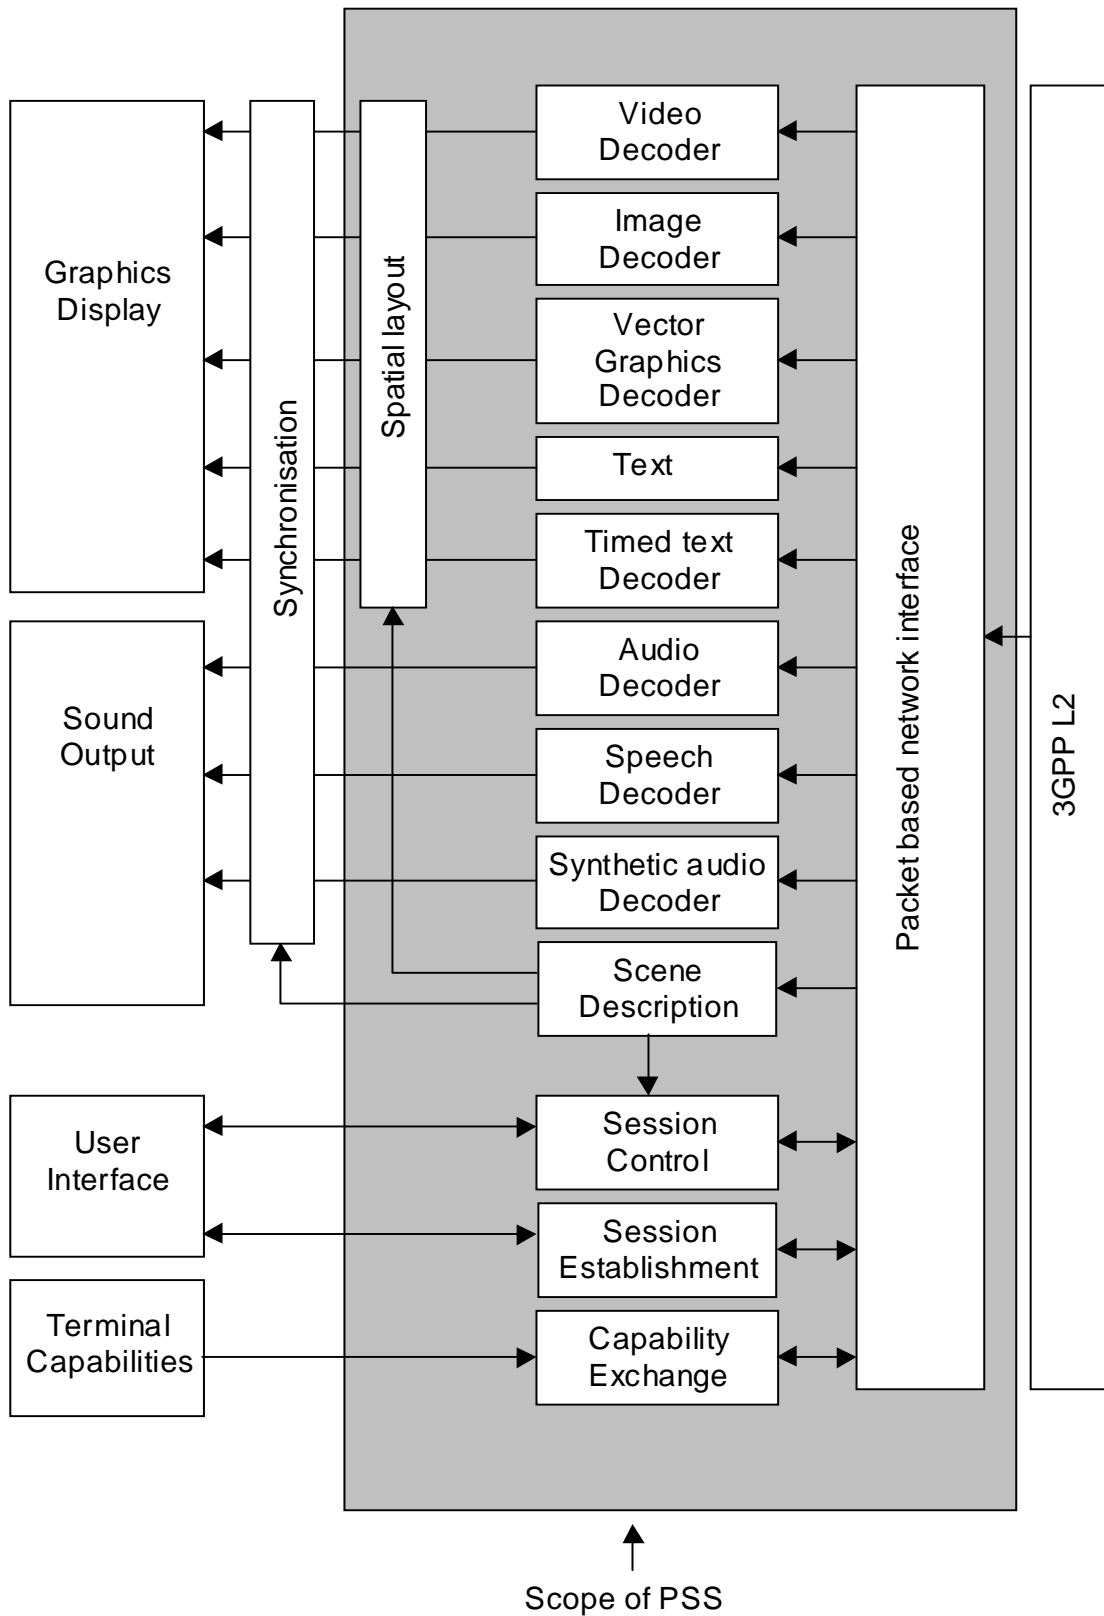 Graphics
Display
Sound
Output
User
Interface
Terminal
Capabilities
Synchronisation
Spatial layout
Video
Decoder
Image
Decoder
Vector
Graphics
Decoder
Text
Timed text
Decoder
Audio
Decoder
Speech
Decoder
Synthetic audio
Decoder
Scene
Description
Session
Control
Session
Establishment
Capability
Exchange
Packet based network interface
3GPP L2
Scope of PSS